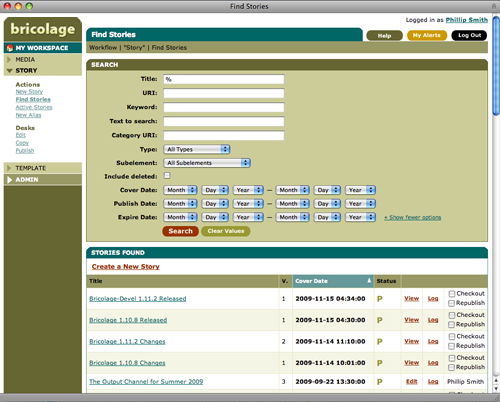 Find Stories
bricolage
Logged in as Phillip Smith
Find Stories
Help
My Alerts
Log Out
Workflow | "Story" | Find Stories
MY WORKSPACE
MEDIA
STORY
Actions
New Story
Find Stories
Active Stories
New Alias
Desks
Edit
Copy
Publish
TEMPLATE
ADMIN
SEARCH
Title: %
URI:
Keyword:
Text to search:
Category URI:
Type: All Types
Subelement: All Subelements
Include deleted:
Cover Date: Month Day Year — Month Day Year
Publish Date: Month Day Year — Month Day Year
Expire Date: Month Day Year — Month Day Year
+ Show fewer options
Search Clear Values
STORIES FOUND
Create a New Story
Title V. Cover Date Status
Bricolage-Devel 1.11.2 Released 1 2009-11-15 04:34:00 P View Log Checkout
Republish
Bricolage 1.10.8 Released 1 2009-11-15 04:30:00 P View Log Checkout
Republish
Bricolage 1.11.2 Changes 2 2009-11-14 11:10:00 P View Log Checkout
Republish
Bricolage 1.10.8 Changes 1 2009-11-14 10:01:00 P View Log Checkout
Republish
The Output Channel for Summer 2009 3 2009-09-22 13:30:00 P Edit Log Phillip Smith